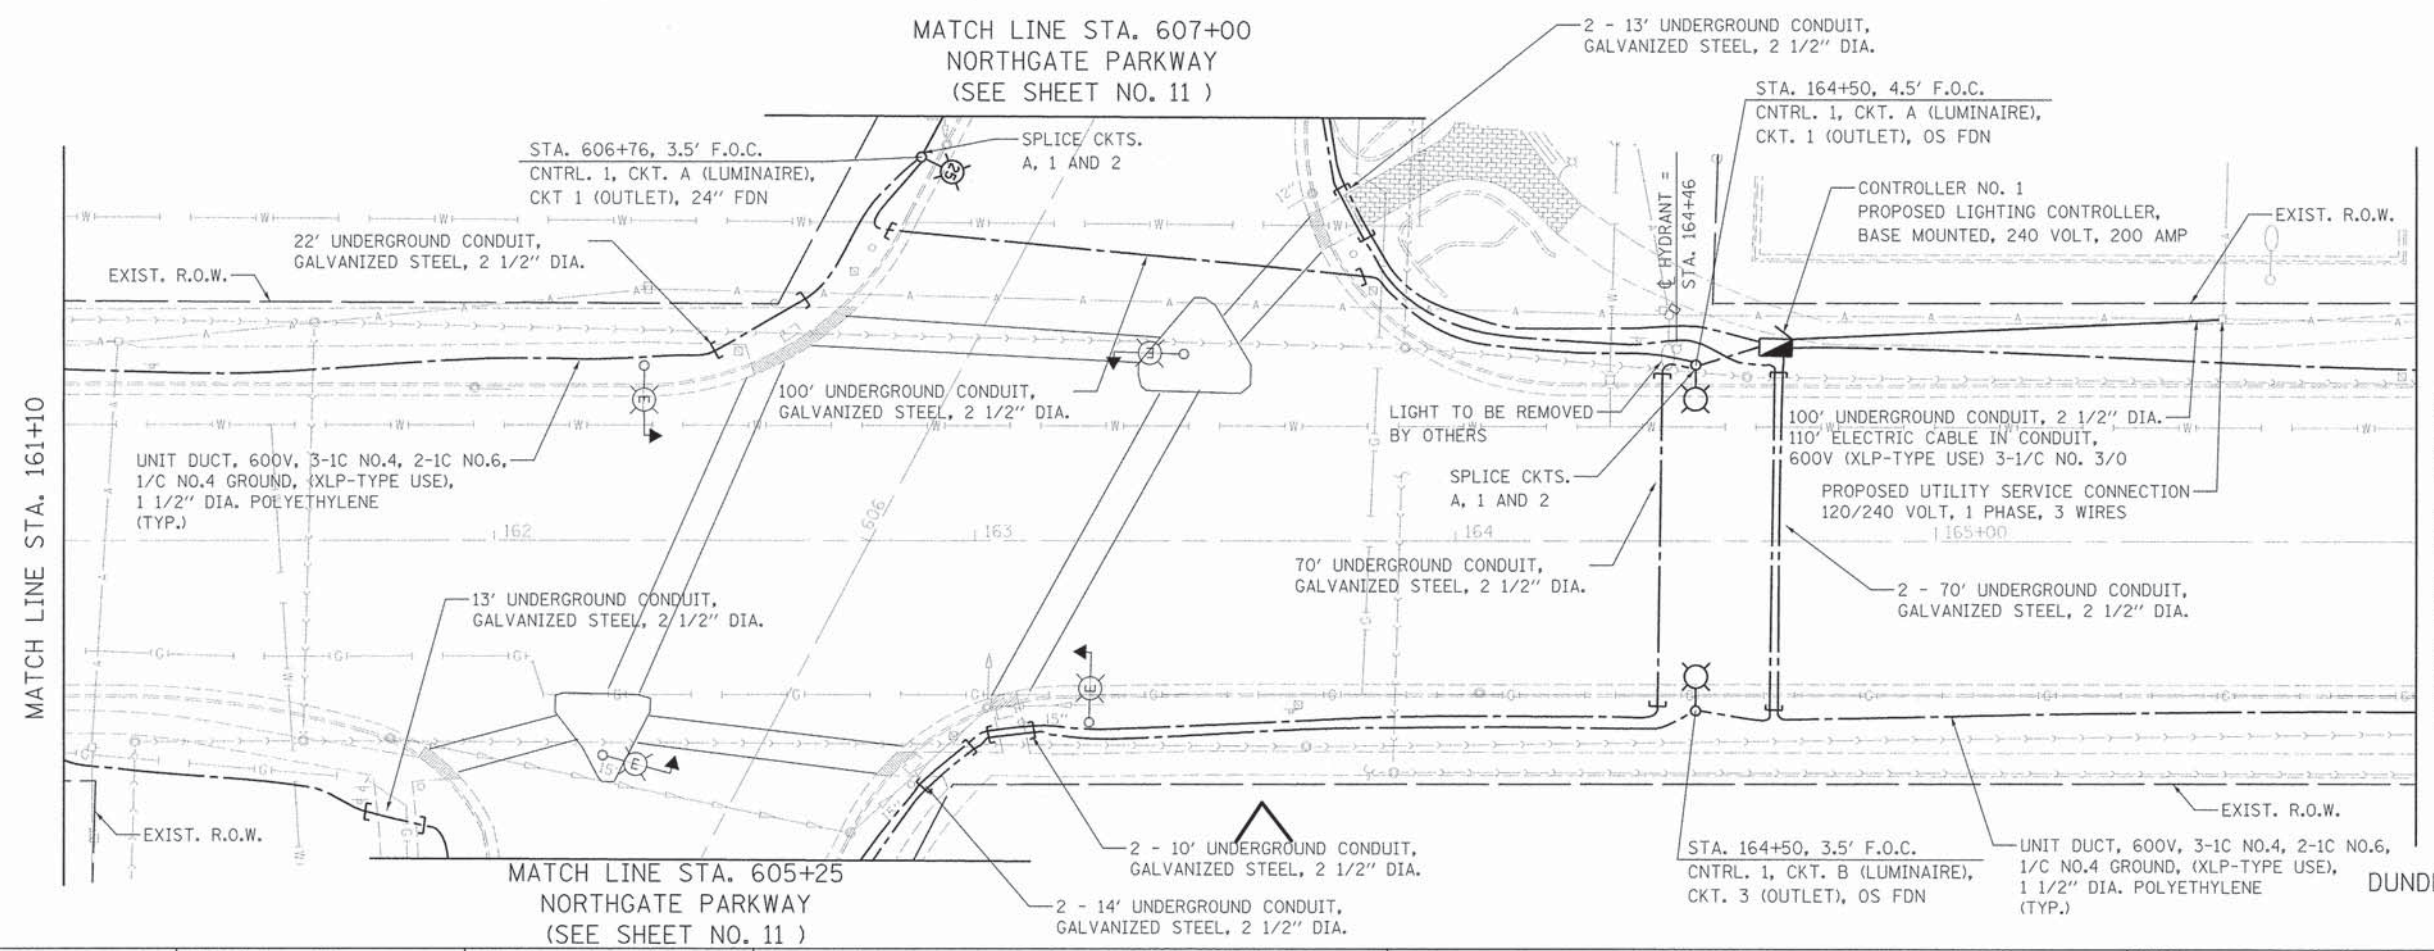 MATCH LINE STA. 607+00
NORTHGATE PARKWAY
(SEE SHEET NO. 11 )
2 - 13' UNDERGROUND CONDUIT,
GALVANIZED STEEL, 2 1/2" DIA.
STA. 164+50, 4.5' F.O.C.
CNTRL. 1, CKT. A (LUMINAIRE),
CKT. 1 (OUTLET), OS FDN
STA. 606+76, 3.5' F.O.C.
CNTRL. 1, CKT. A (LUMINAIRE),
CKT 1 (OUTLET), 24" FDN
SPLICE CKTS.
A, 1 AND 2
25
12"
℄ HYDRANT =
STA. 164+46
CONTROLLER NO. 1
PROPOSED LIGHTING CONTROLLER,
BASE MOUNTED, 240 VOLT, 200 AMP
EXIST. R.O.W.
22' UNDERGROUND CONDUIT,
GALVANIZED STEEL, 2 1/2" DIA.
EXIST. R.O.W.
100' UNDERGROUND CONDUIT,
GALVANIZED STEEL, 2 1/2" DIA.
E
E
LIGHT TO BE REMOVED
BY OTHERS
100' UNDERGROUND CONDUIT, 2 1/2" DIA.
110' ELECTRIC CABLE IN CONDUIT,
600V (XLP-TYPE USE) 3-1/C NO. 3/0
MATCH LINE STA. 161+10
UNIT DUCT, 600V, 3-1C NO.4, 2-1C NO.6,
1/C NO.4 GROUND, (XLP-TYPE USE),
1 1/2" DIA. POLYETHYLENE
(TYP.)
SPLICE CKTS.
A, 1 AND 2
PROPOSED UTILITY SERVICE CONNECTION
120/240 VOLT, 1 PHASE, 3 WIRES
162
606
163
164
165+00
70' UNDERGROUND CONDUIT,
GALVANIZED STEEL, 2 1/2" DIA.
2 - 70' UNDERGROUND CONDUIT,
GALVANIZED STEEL, 2 1/2" DIA.
13' UNDERGROUND CONDUIT,
GALVANIZED STEEL, 2 1/2" DIA.
E
15"
E
15"
15"
EXIST. R.O.W.
EXIST. R.O.W.
2 - 10' UNDERGROUND CONDUIT,
GALVANIZED STEEL, 2 1/2" DIA.
STA. 164+50, 3.5' F.O.C.
CNTRL. 1, CKT. B (LUMINAIRE),
CKT. 3 (OUTLET), OS FDN
UNIT DUCT, 600V, 3-1C NO.4, 2-1C NO.6,
1/C NO.4 GROUND, (XLP-TYPE USE),
1 1/2" DIA. POLYETHYLENE
(TYP.)
MATCH LINE STA. 605+25
NORTHGATE PARKWAY
(SEE SHEET NO. 11 )
2 - 14' UNDERGROUND CONDUIT,
GALVANIZED STEEL, 2 1/2" DIA.